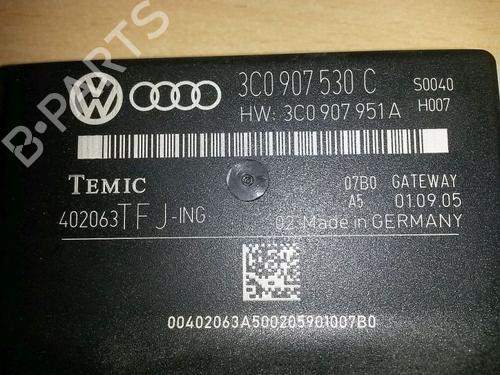 3C0 907 530 C S0040
HW: 3C0 907 951 A H007
TEMIC 07B0 GATEWAY
402063TFJ-ING A5 01.09.05
02 Made in GERMANY
00402063A500205901007B0
B-PARTS